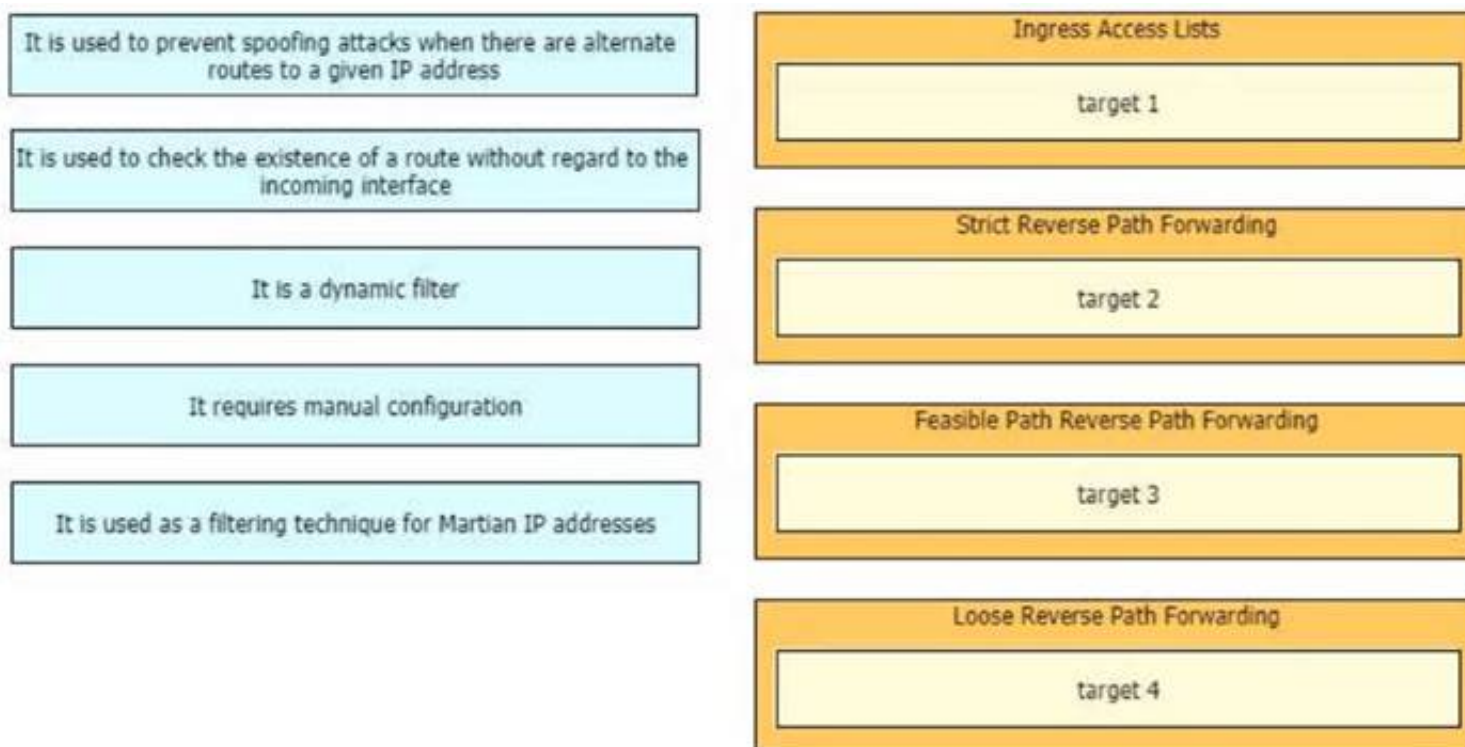 It is used to prevent spoofing attacks when there are alternate
routes to a given IP address
It is used to check the existence of a route without regard to the
incoming interface
It is a dynamic filter
It requires manual configuration
It is used as a filtering technique for Martian IP addresses
Ingress Access Lists
target 1
Strict Reverse Path Forwarding
target 2
Feasible Path Reverse Path Forwarding
target 3
Loose Reverse Path Forwarding
target 4